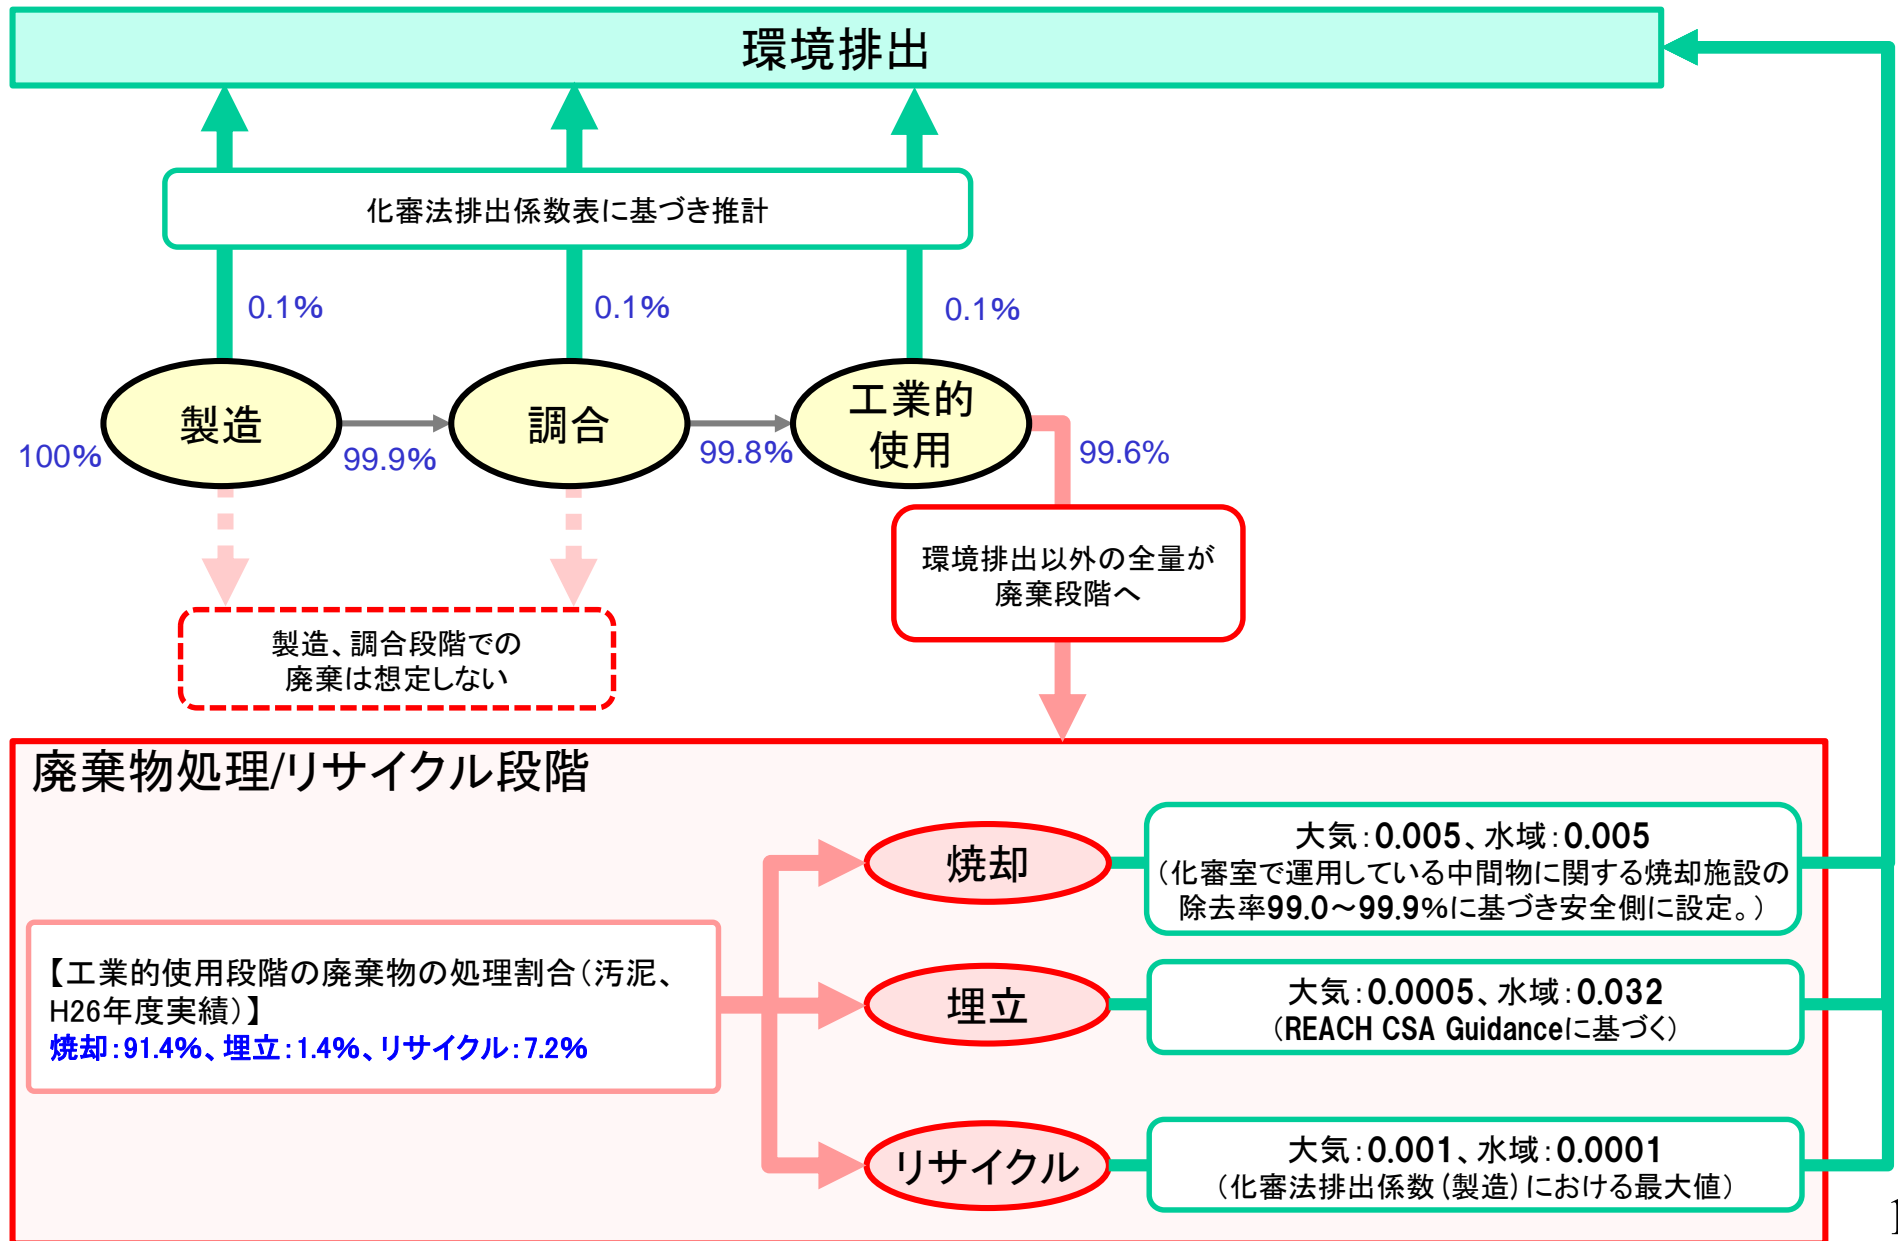 環境排出
化審法排出係数表に基づき推計
0.1%
0.1%
0.1%
製造
調合
工業的
使用
100%
99.9%
99.8%
99.6%
環境排出以外の全量が
廃棄段階へ
製造、調合段階での
廃棄は想定しない
廃棄物処理/リサイクル段階
【工業的使用段階の廃棄物の処理割合(汚泥、
H26年度実績)】
焼却:91.4%、埋立:1.4%、リサイクル:7.2%
焼却
大気:0.005、水域:0.005
(化審室で運用している中間物に関する焼却施設の
除去率99.0~99.9%に基づき安全側に設定。)
埋立
大気:0.0005、水域:0.032
(REACH CSA Guidanceに基づく)
リサイクル
大気:0.001、水域:0.0001
(化審法排出係数(製造)における最大値)
1